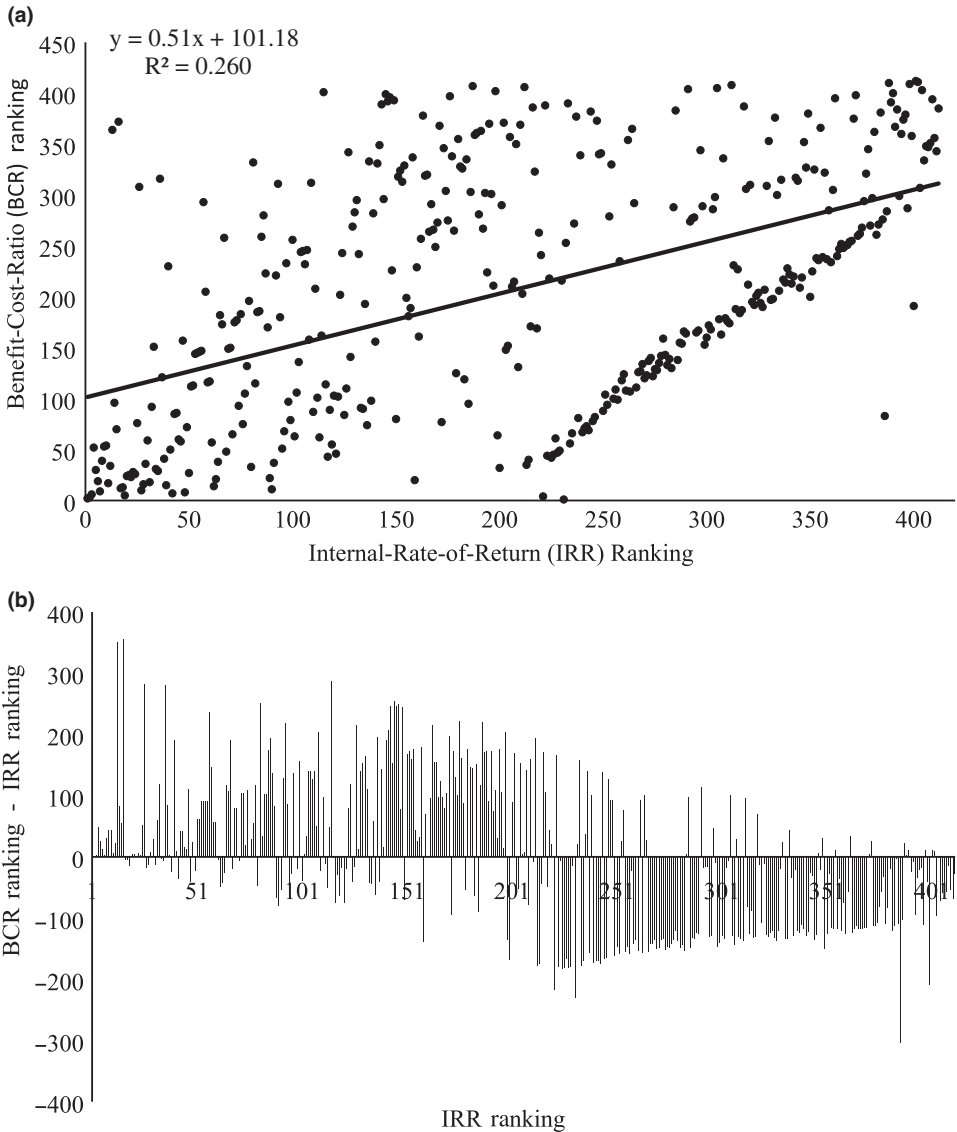 (a)
y = 0.51x + 101.18
R² = 0.260
450
400
350
300
250
200
150
100
50
0
Benefit-Cost-Ratio (BCR) ranking
0 50 100 150 200 250 300 350 400
Internal-Rate-of-Return (IRR) Ranking
(b)
400
300
200
100
0
−100
−200
−300
−400
BCR ranking - IRR ranking
1 51 101 151 201 251 301 351 401
IRR ranking